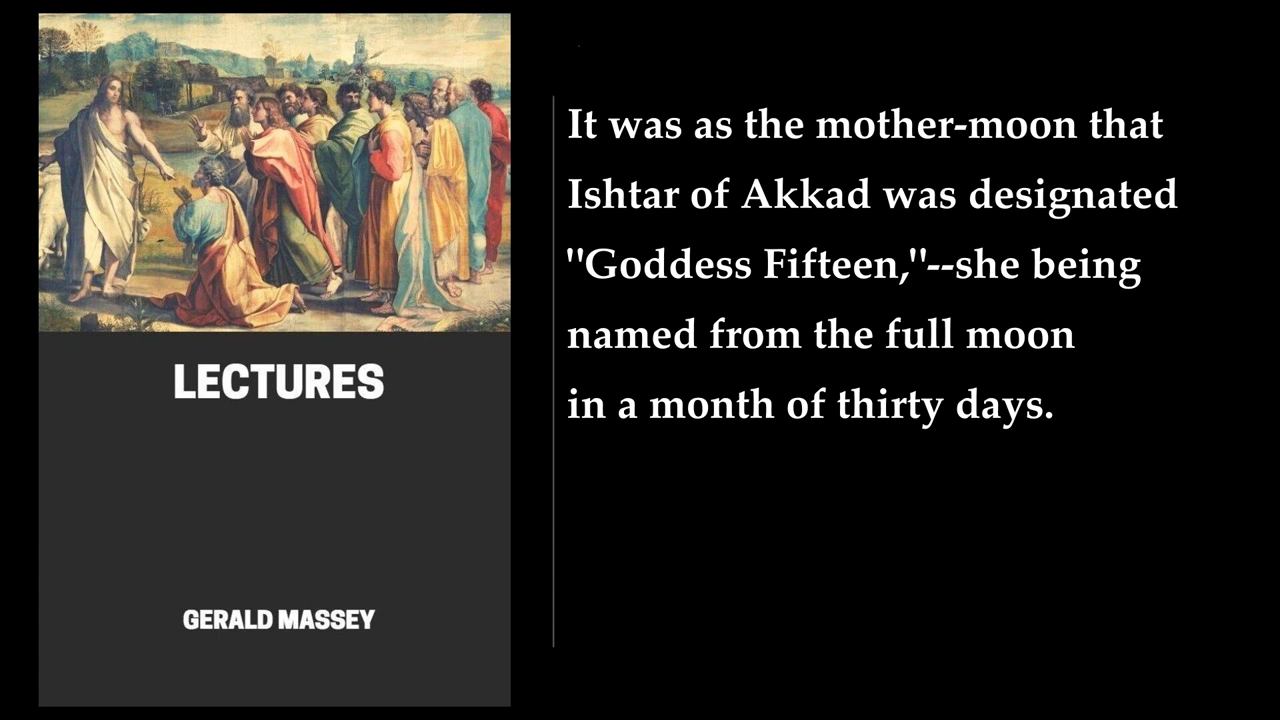 LECTURES
GERALD MASSEY
It was as the mother-moon that
Ishtar of Akkad was designated
"Goddess Fifteen,"--she being
named from the full moon
in a month of thirty days.